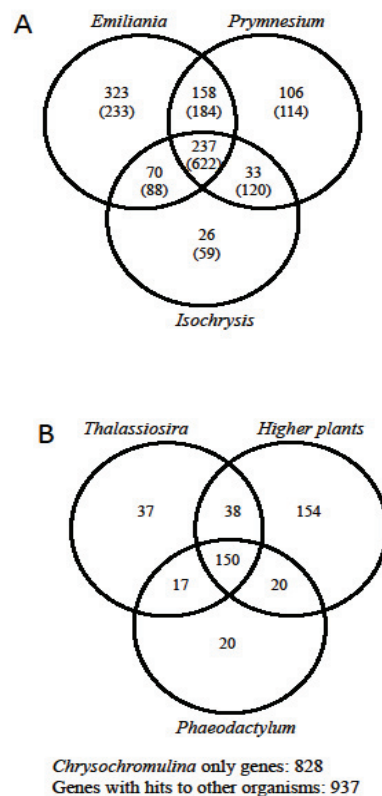 A
Emiliania Prymnesium
323 158 106
(233) (184) (114)
237
(622)
70 33
(88) (120)
26
(59)
Isochrysis
B
Thalassiosira Higher plants
37 38 154
150
17 20
20
Phaeodactylum
Chrysochromulina only genes: 828
Genes with hits to other organisms: 937